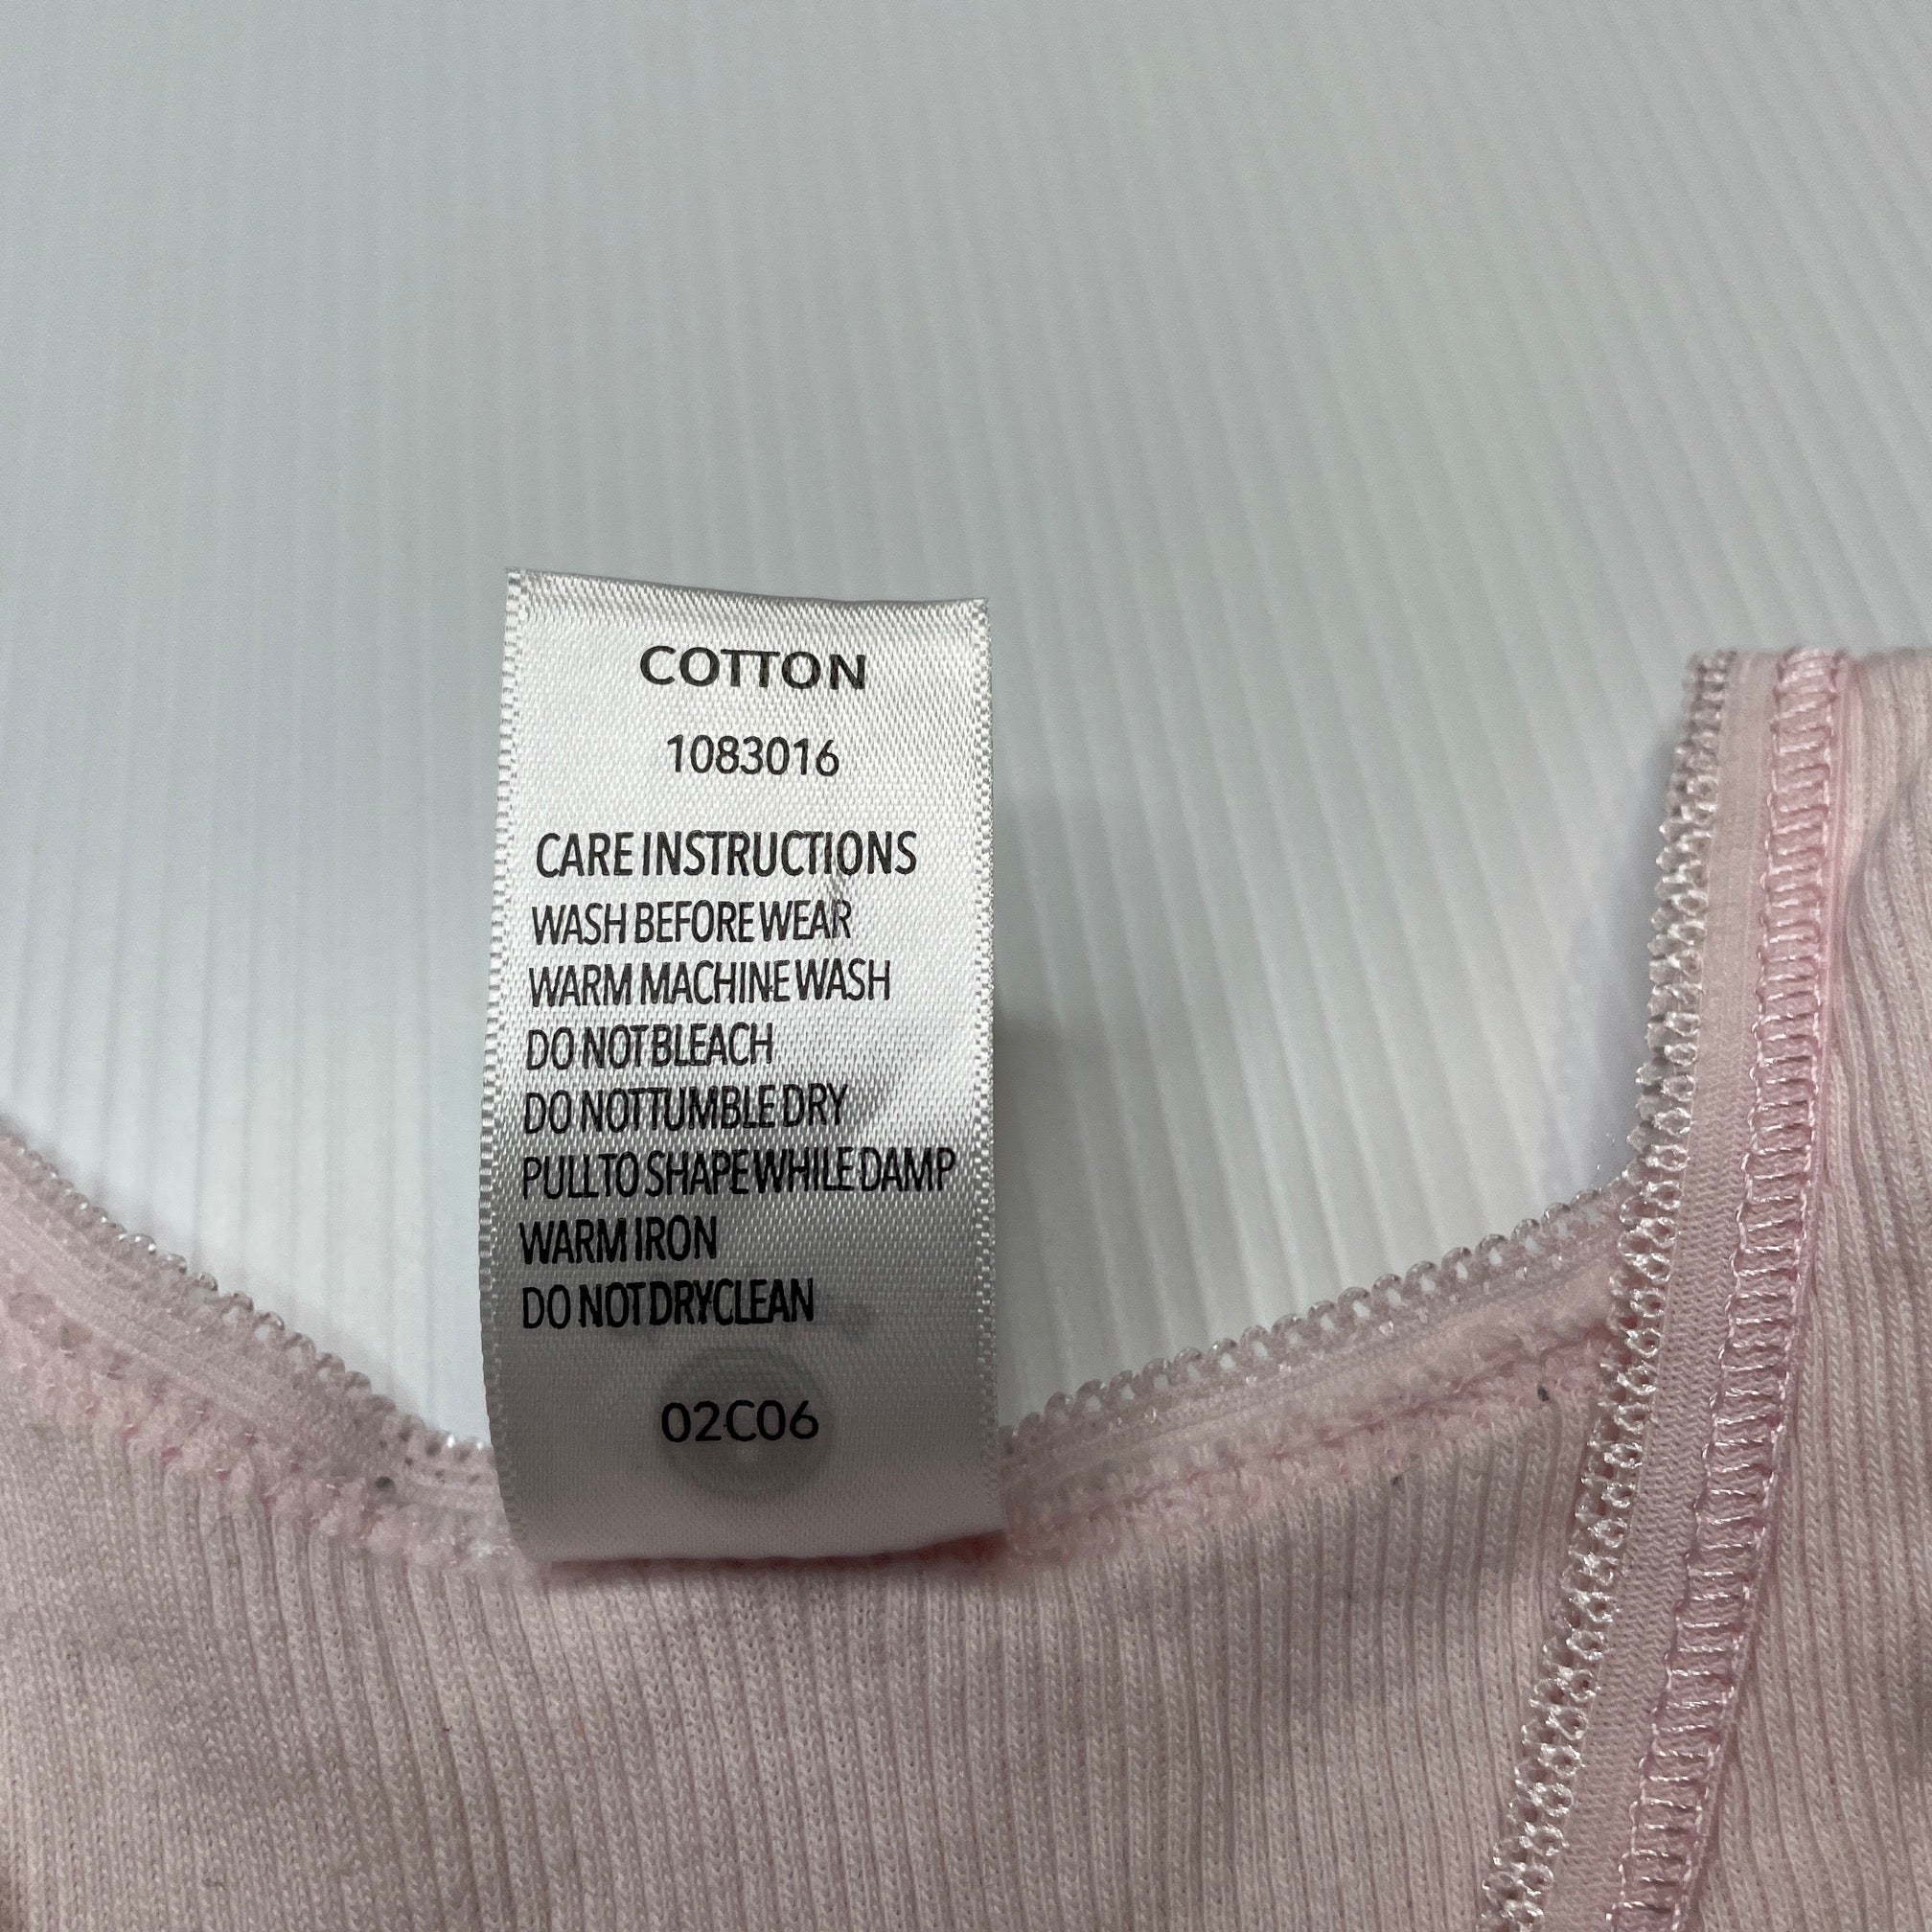 COTTON
1083016
CARE INSTRUCTIONS
WASH BEFORE WEAR
WARM MACHINE WASH
DO NOT BLEACH
DO NOT TUMBLE DRY
PULL TO SHAPE WHILE DAMP
WARM IRON
DO NOT DRYCLEAN
02C06